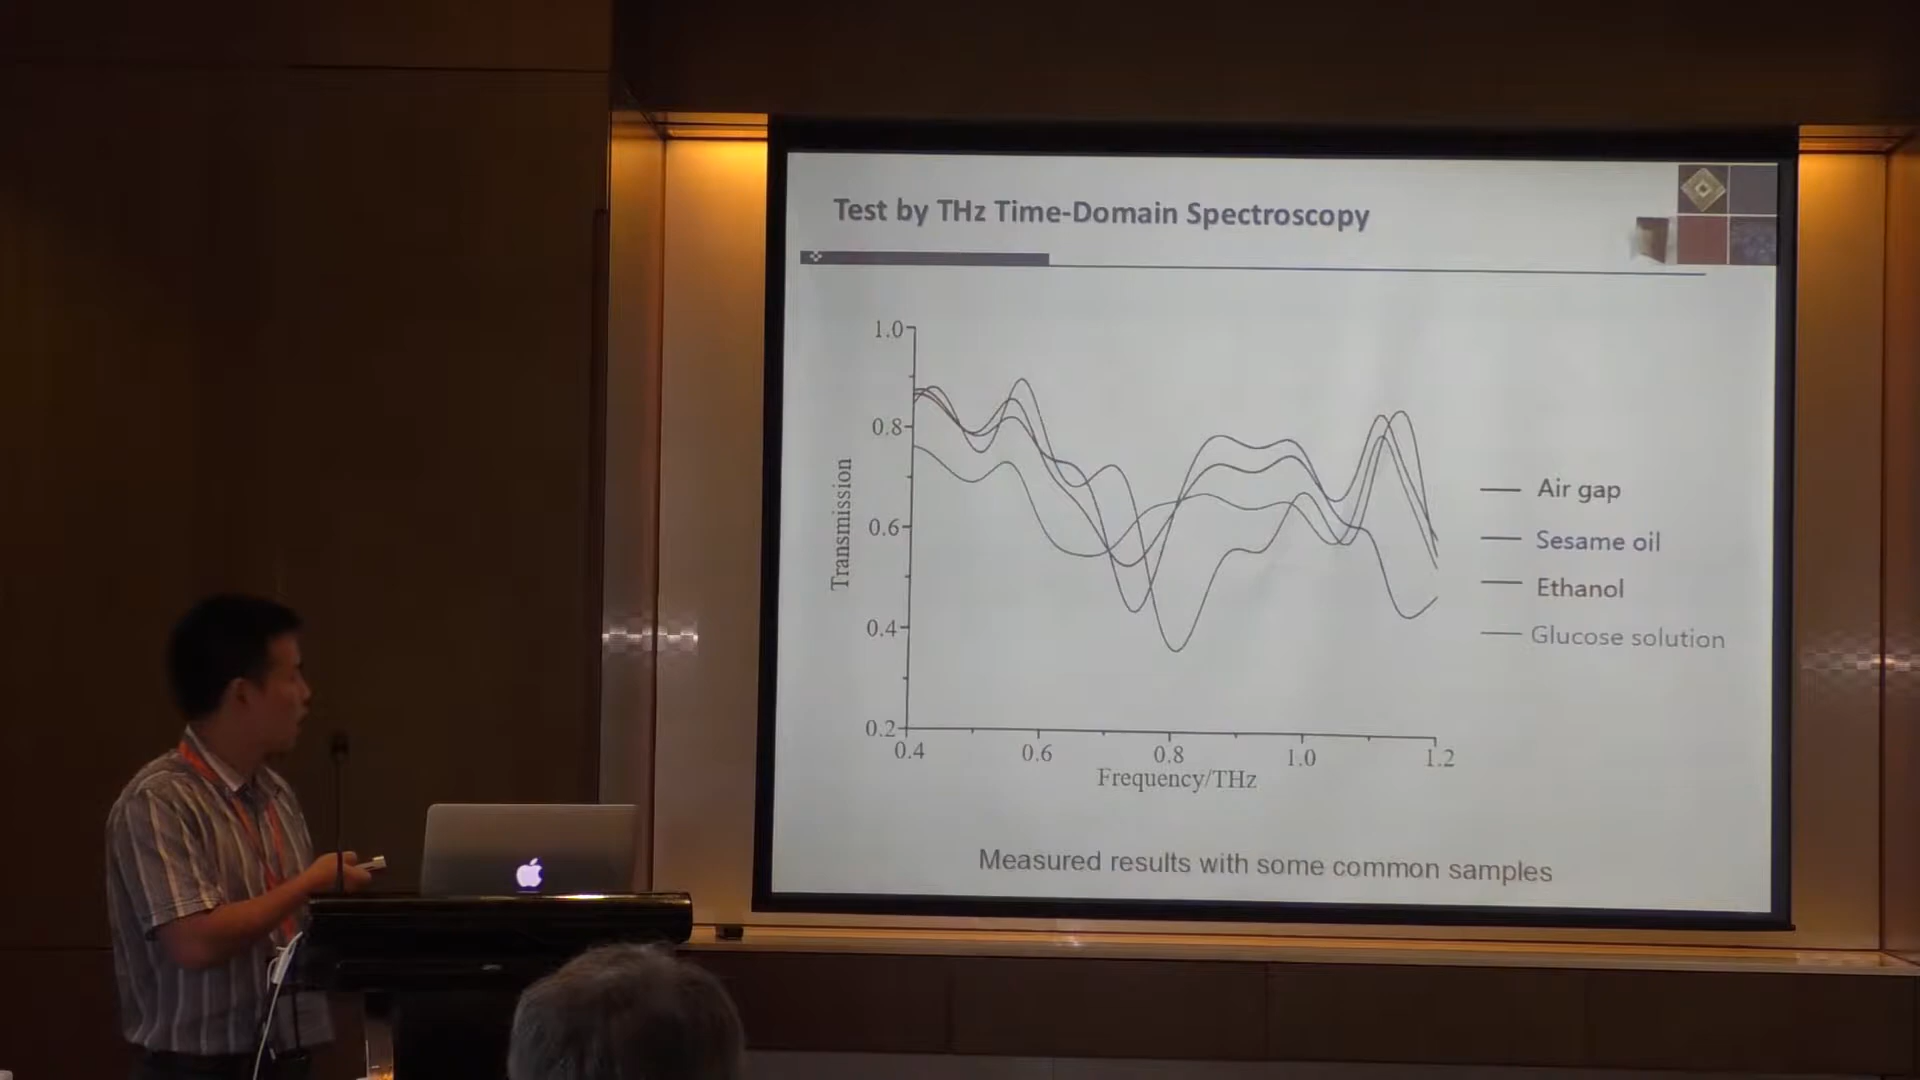 Test by THz Time-Domain Spectroscopy
1.0
0.8
0.6
0.4
0.2
Transmission
0.4 0.6 0.8 1.0 1.2
Frequency/THz
Air gap
Sesame oil
Ethanol
Glucose solution
Measured results with some common samples